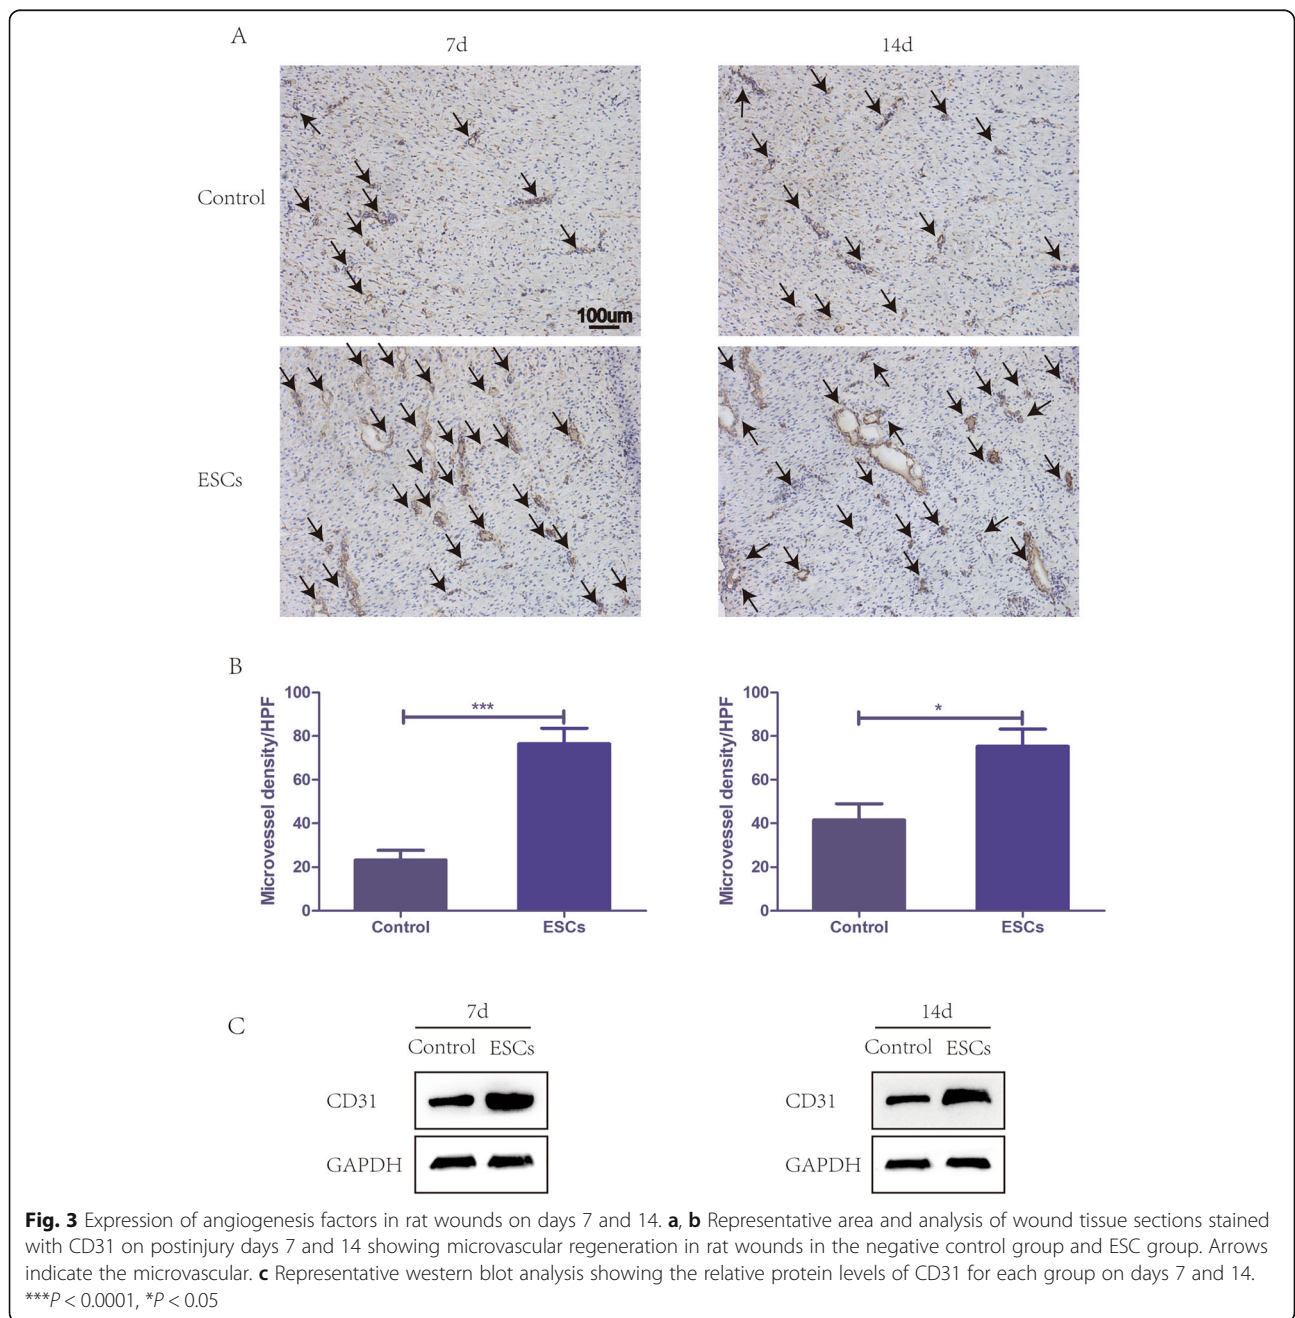 A
7d
14d
Control
100um
ESCs
B
Microvessel density/HPF
100
80
60
40
20
0
***
Control
ESCs
Microvessel density/HPF
100
80
60
40
20
0
*
Control
ESCs
C
7d
Control ESCs
CD31
GAPDH
14d
Control ESCs
CD31
GAPDH
Fig. 3 Expression of angiogenesis factors in rat wounds on days 7 and 14. a, b Representative area and analysis of wound tissue sections stained
with CD31 on postinjury days 7 and 14 showing microvascular regeneration in rat wounds in the negative control group and ESC group. Arrows
indicate the microvascular. c Representative western blot analysis showing the relative protein levels of CD31 for each group on days 7 and 14.
***P < 0.0001, *P < 0.05